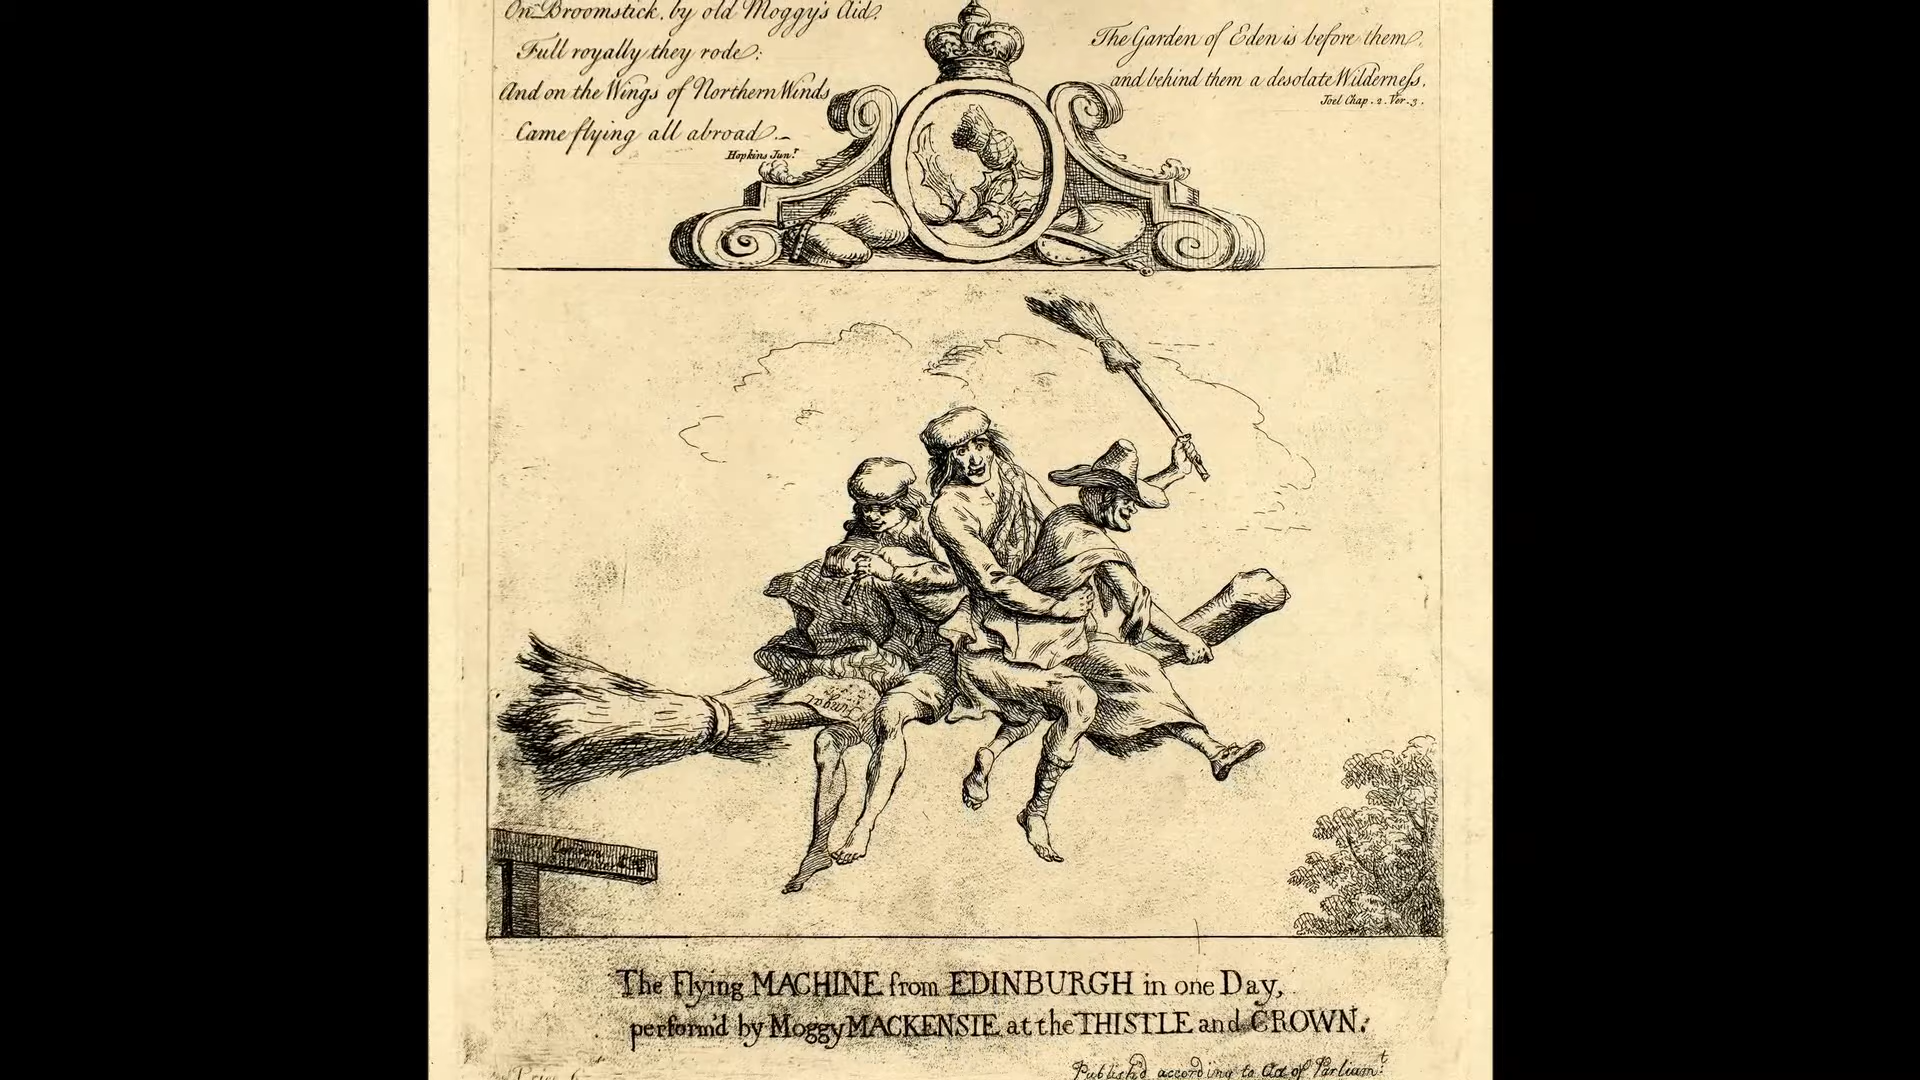 On Broomstick, by old Moggy's Aid,
Full royally they rode:
And on the Wings of Northern Winds
Came flying all abroad.
Hopkins Junr.
The Garden of Eden is before them,
and behind them a desolate Wilderness.
Joel Chap. 2. Ver. 3.
The Flying MACHINE from EDINBURGH in one Day,
perform'd by Moggy MACKENSIE at the THISTLE and CROWN.
Publish'd according to Act of Parliamt.